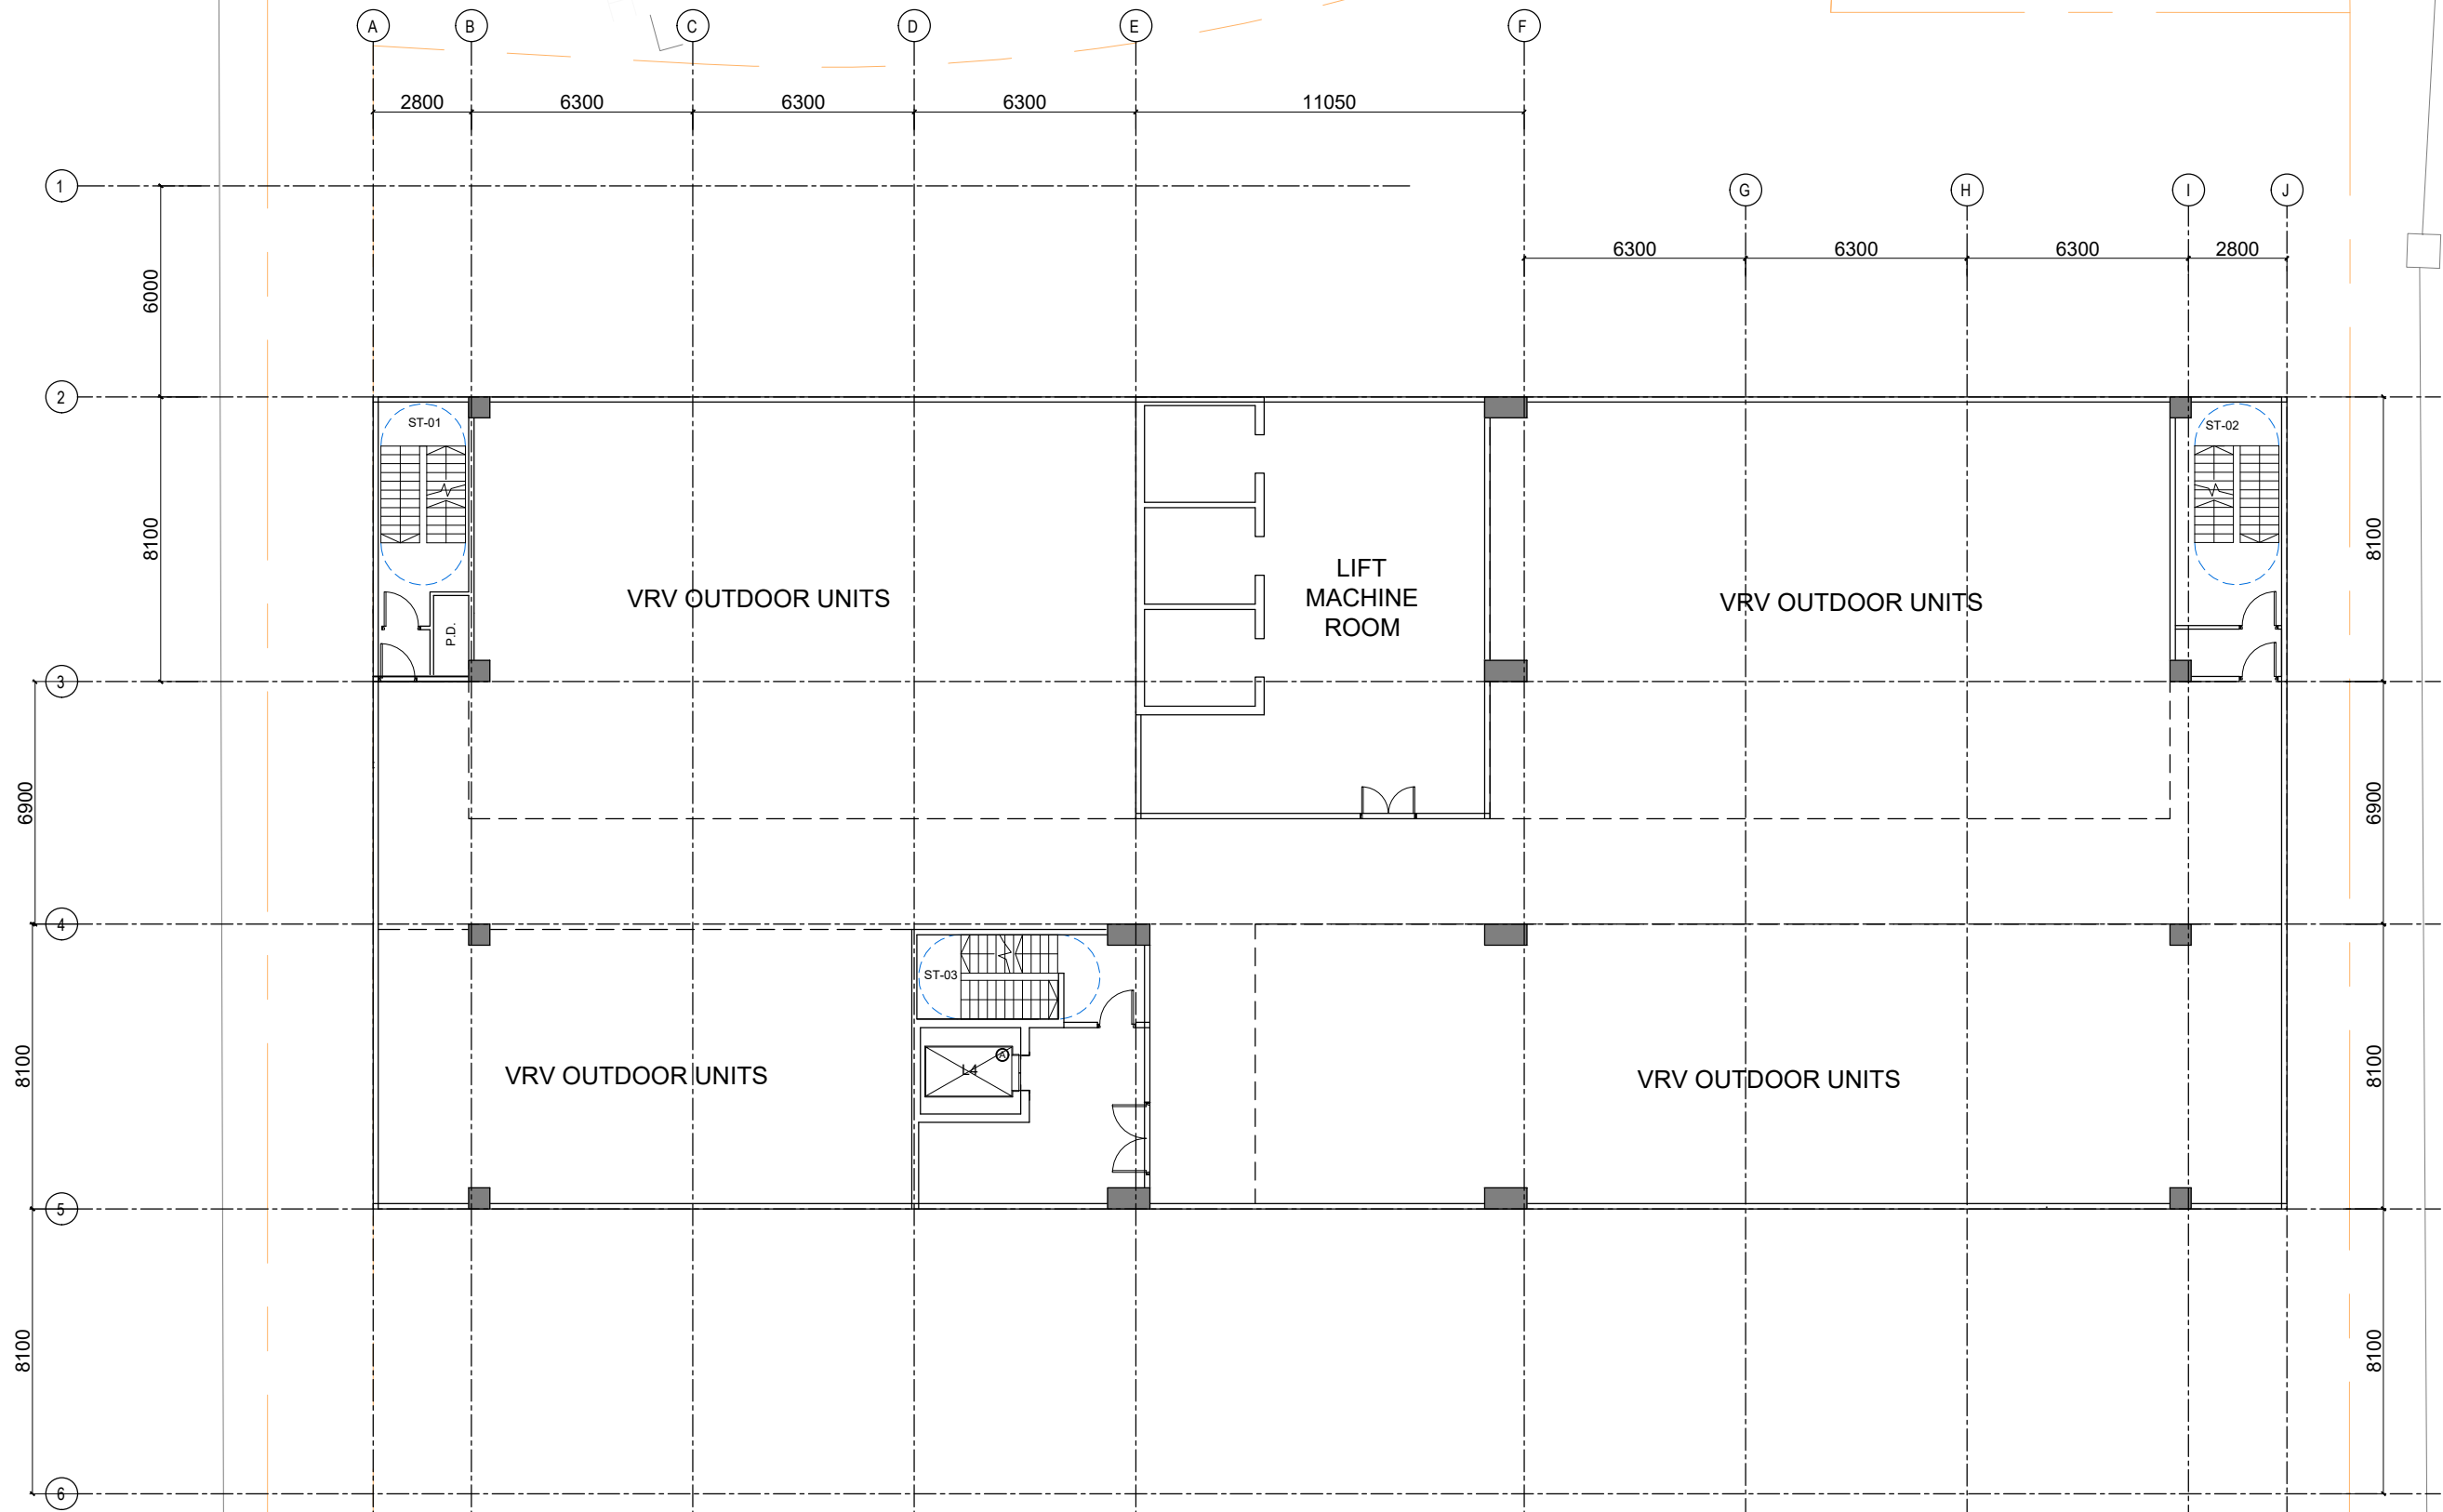 A
B
C
D
E
F
2800
6300
6300
6300
11050
1
G
H
I
J
6300
6300
6300
2800
6000
2
ST-01
ST-02
8100
8100
LIFT
MACHINE
ROOM
VRV OUTDOOR UNITS
VRV OUTDOOR UNITS
P.D.
3
6900
6900
4
ST-03
A
L4
8100
VRV OUTDOOR UNITS
VRV OUTDOOR UNITS
8100
5
8100
8100
6